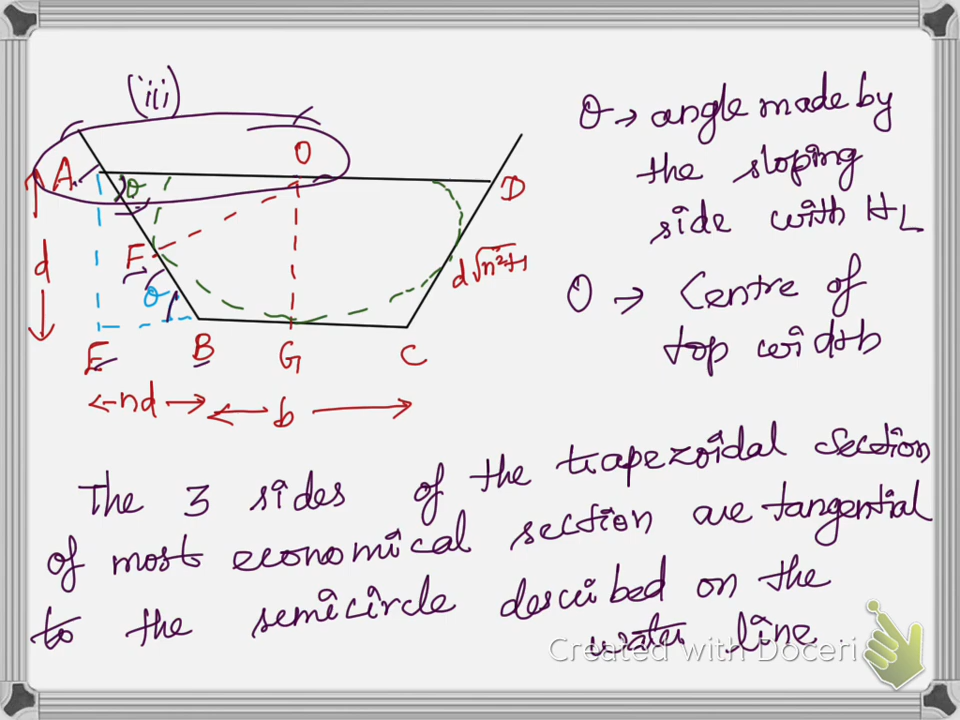 (iii)
A
O
D
θ
d
F
θ
d√n²+1
E
B
G
C
nd
b
θ → angle made by
the sloping
side with HL
O → Centre of
top width
The 3 sides of the trapezoidal section
of most economical section are tangential
to the semicircle described on the
water line
Created with Doceri